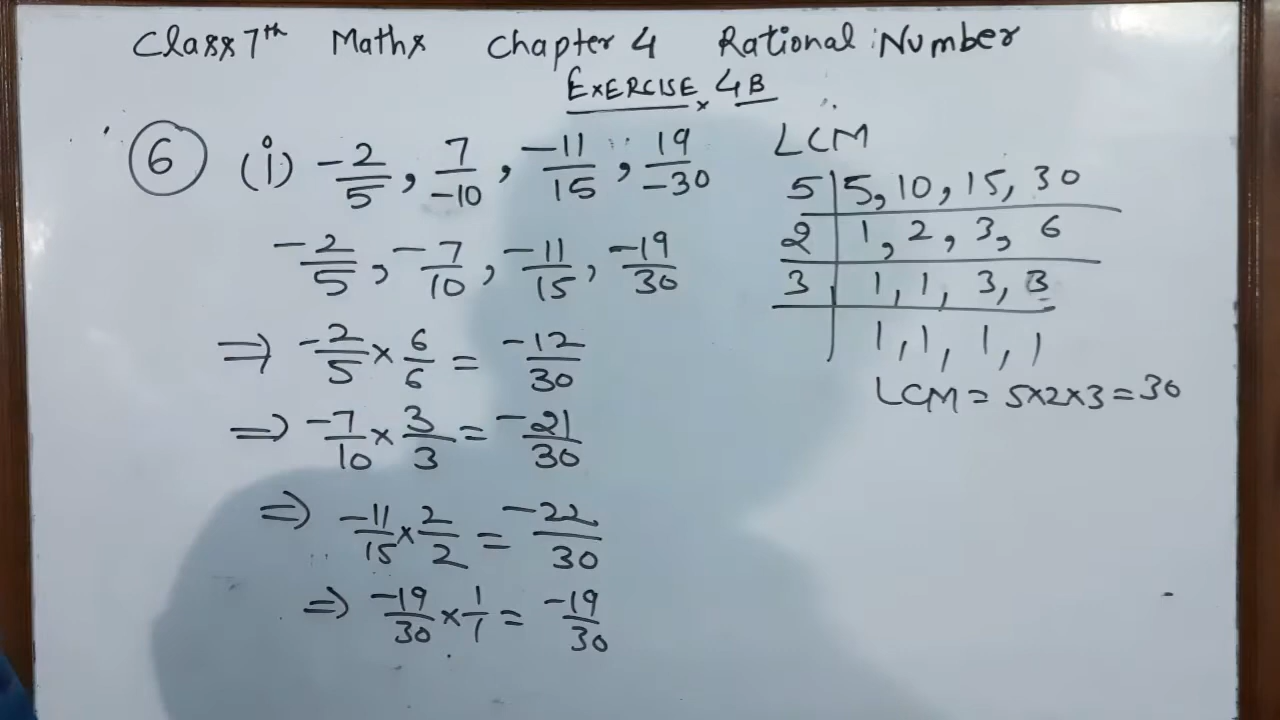 Class 7th Maths Chapter 4 Rational Number
EXERCISE 4B
6 (i) -2/5, 7/-10, -11/15, 19/-30
-2/5, -7/10, -11/15, -19/30
⇒ -2/5 × 6/6 = -12/30
⇒ -7/10 × 3/3 = -21/30
⇒ -11/15 × 2/2 = -22/30
⇒ -19/30 × 1/1 = -19/30
LCM
5 | 5, 10, 15, 30
2 | 1, 2, 3, 6
3 | 1, 1, 3, 3
| 1, 1, 1, 1
LCM = 5×2×3 = 30